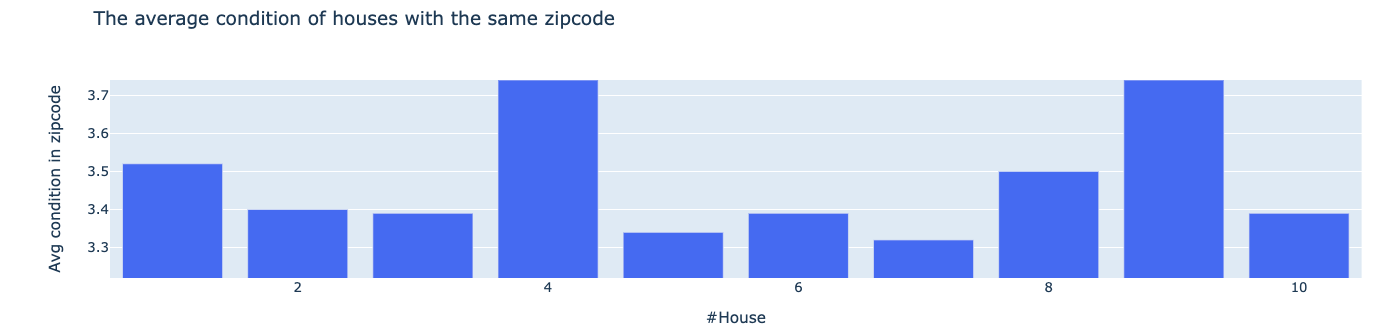 The average condition of houses with the same zipcode
Avg condition in zipcode
3.7
3.6
3.5
3.4
3.3
2 4 6 8 10
#House